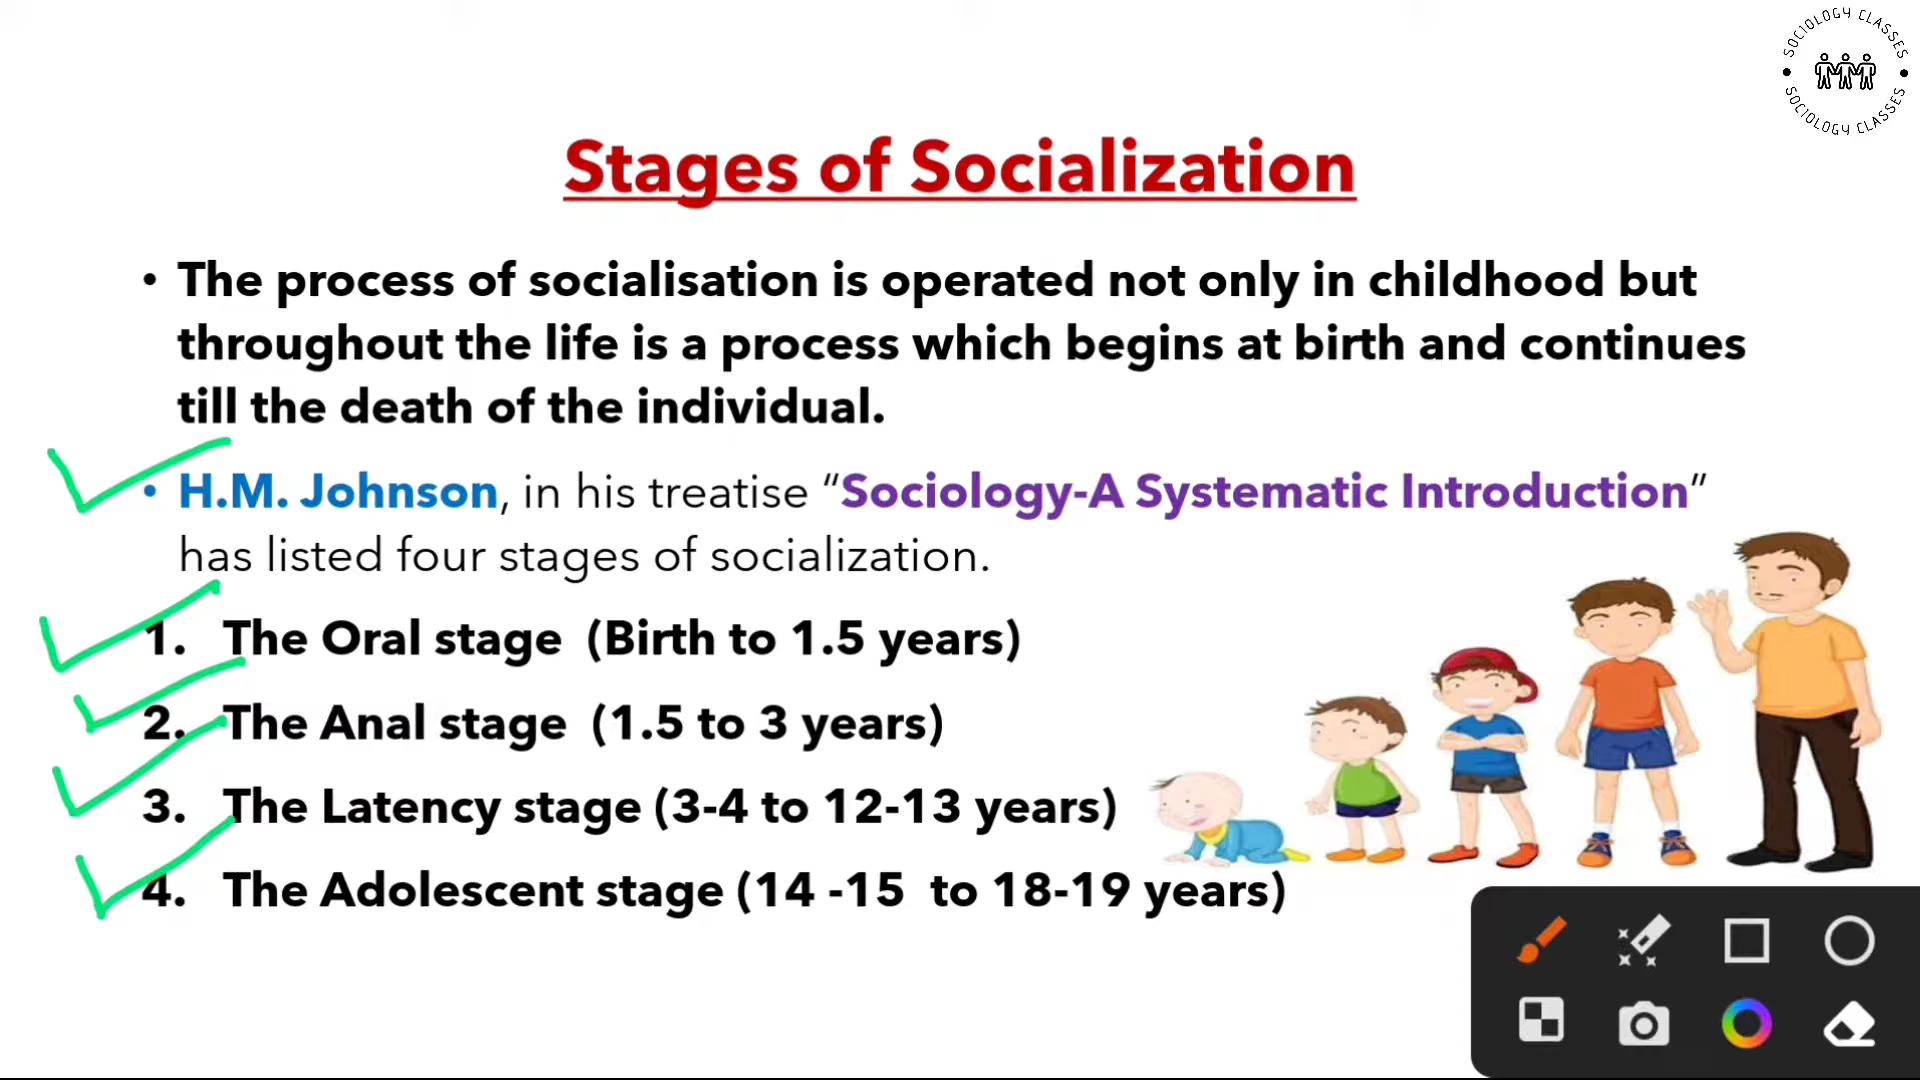 SOCIOLOGY CLASSES
SOCIOLOGY CLASSES
Stages of Socialization
• The process of socialisation is operated not only in childhood but
throughout the life is a process which begins at birth and continues
till the death of the individual.
• H.M. Johnson, in his treatise “Sociology-A Systematic Introduction”
has listed four stages of socialization.
1. The Oral stage (Birth to 1.5 years)
2. The Anal stage (1.5 to 3 years)
3. The Latency stage (3-4 to 12-13 years)
4. The Adolescent stage (14 -15 to 18-19 years)